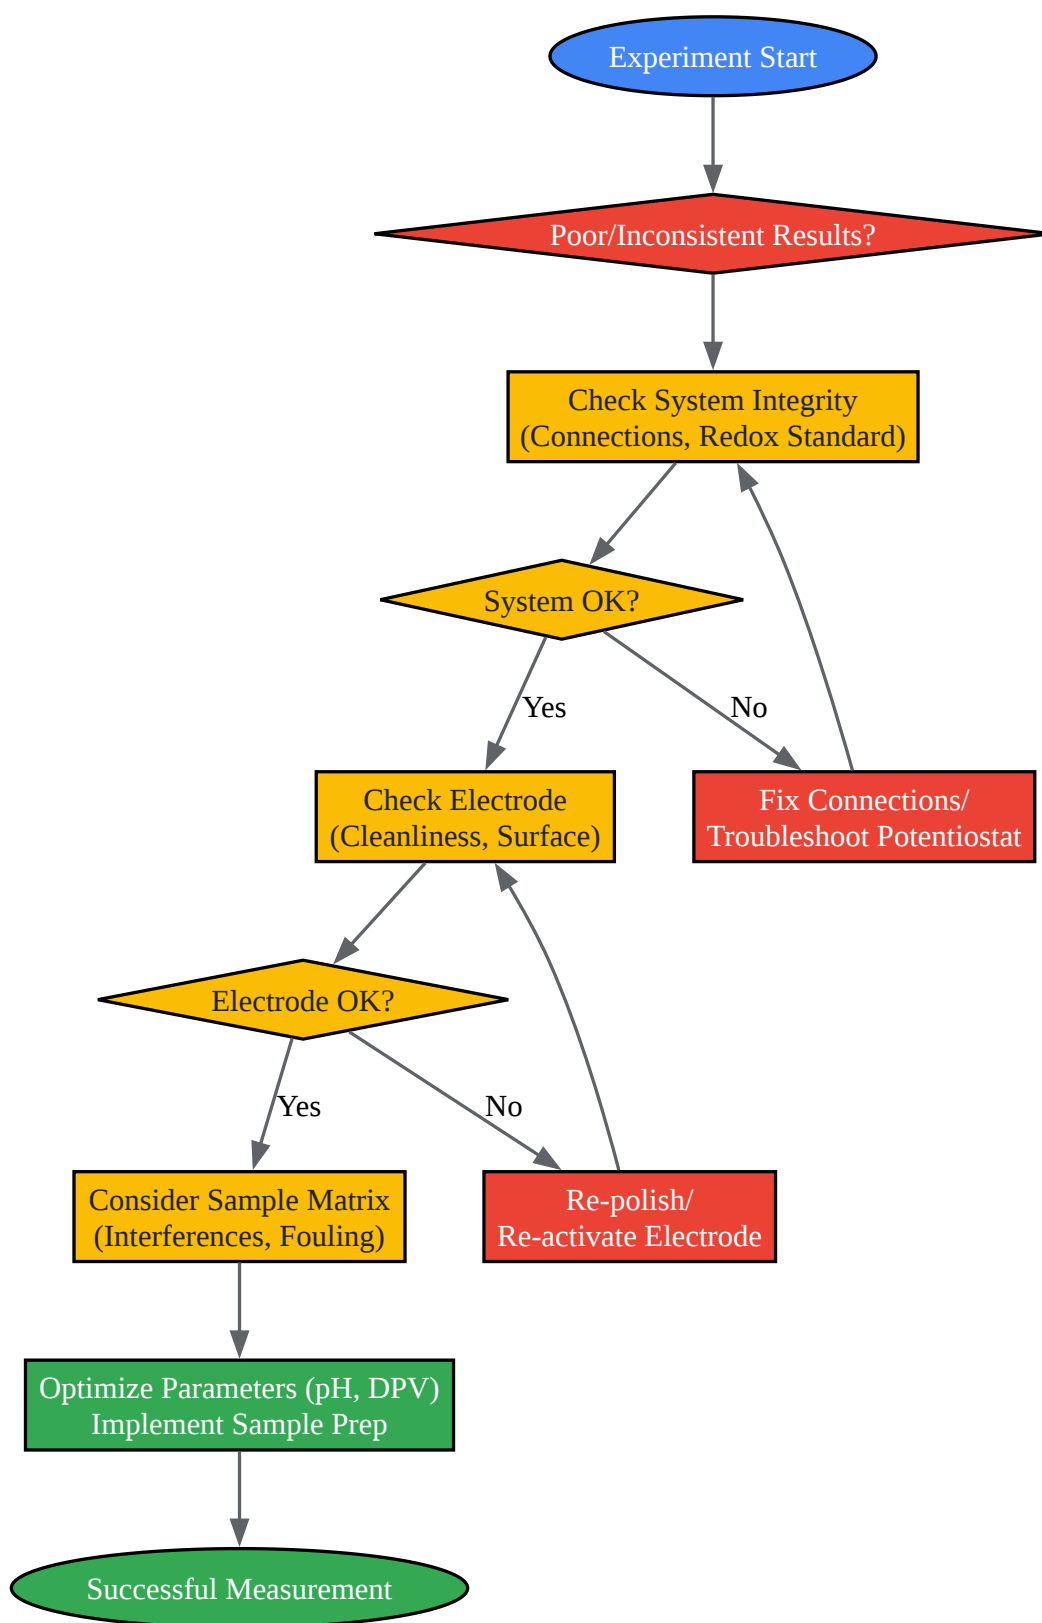 Experiment Start
Poor/Inconsistent Results?
Check System Integrity
(Connections, Redox Standard)
System OK?
Yes
No
Check Electrode
(Cleanliness, Surface)
Fix Connections/
Troubleshoot Potentiostat
Electrode OK?
Yes
No
Consider Sample Matrix
(Interferences, Fouling)
Re-polish/
Re-activate Electrode
Optimize Parameters (pH, DPV)
Implement Sample Prep
Successful Measurement